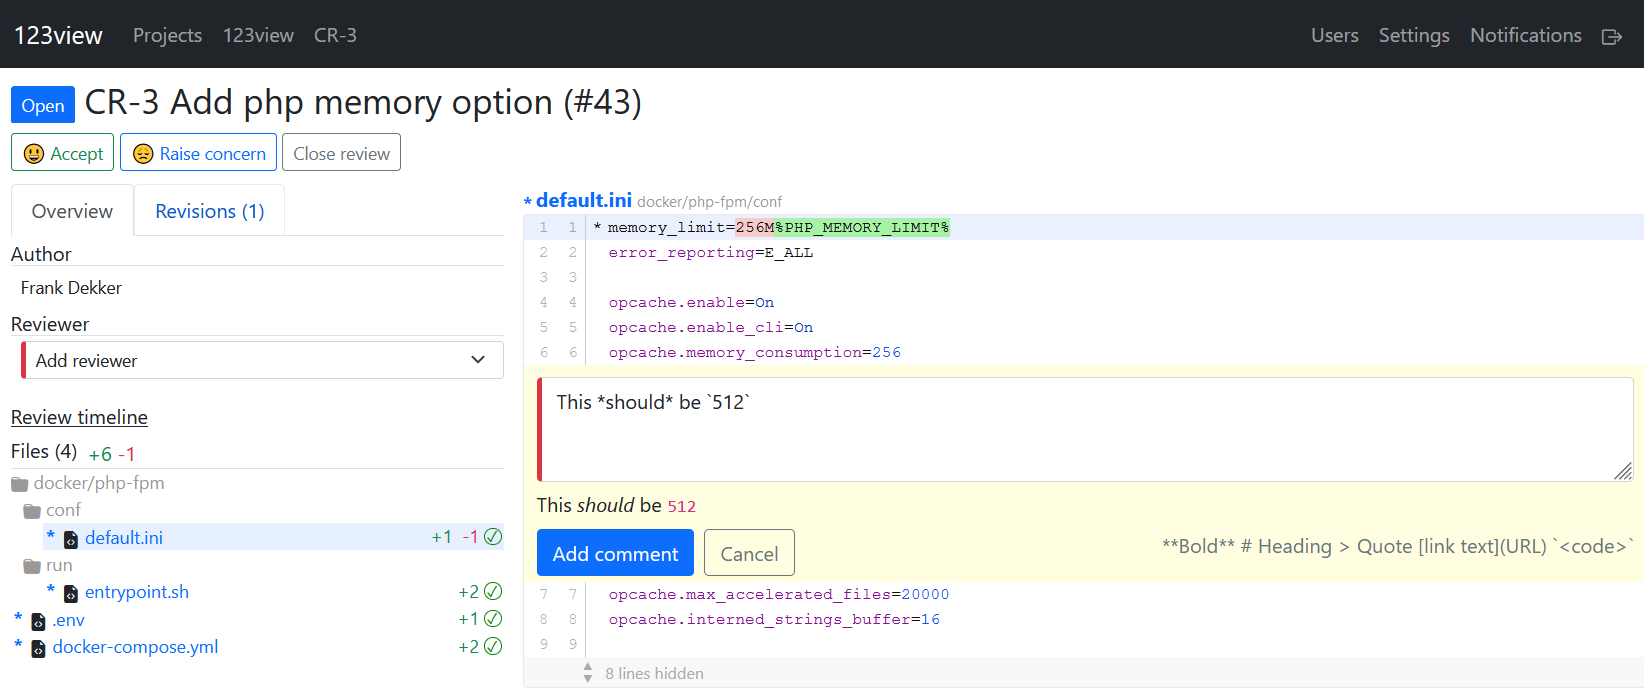 123view Projects 123view CR-3 Users Settings Notifications
Open CR-3 Add php memory option (#43)
Accept Raise concern Close review
Overview Revisions (1)
Author
Frank Dekker
Reviewer
Add reviewer
Review timeline
Files (4) +6 -1
docker/php-fpm
conf
* default.ini +1 -1
run
* entrypoint.sh +2
* .env +1
* docker-compose.yml +2
* default.ini docker/php-fpm/conf
1 1 * memory_limit=256M%PHP_MEMORY_LIMIT%
2 2 error_reporting=E_ALL
3 3
4 4 opcache.enable=On
5 5 opcache.enable_cli=On
6 6 opcache.memory_consumption=256
This *should* be `512`
This should be 512
Add comment Cancel **Bold** # Heading > Quote [link text](URL) `<code>`
7 7 opcache.max_accelerated_files=20000
8 8 opcache.interned_strings_buffer=16
9 9
8 lines hidden